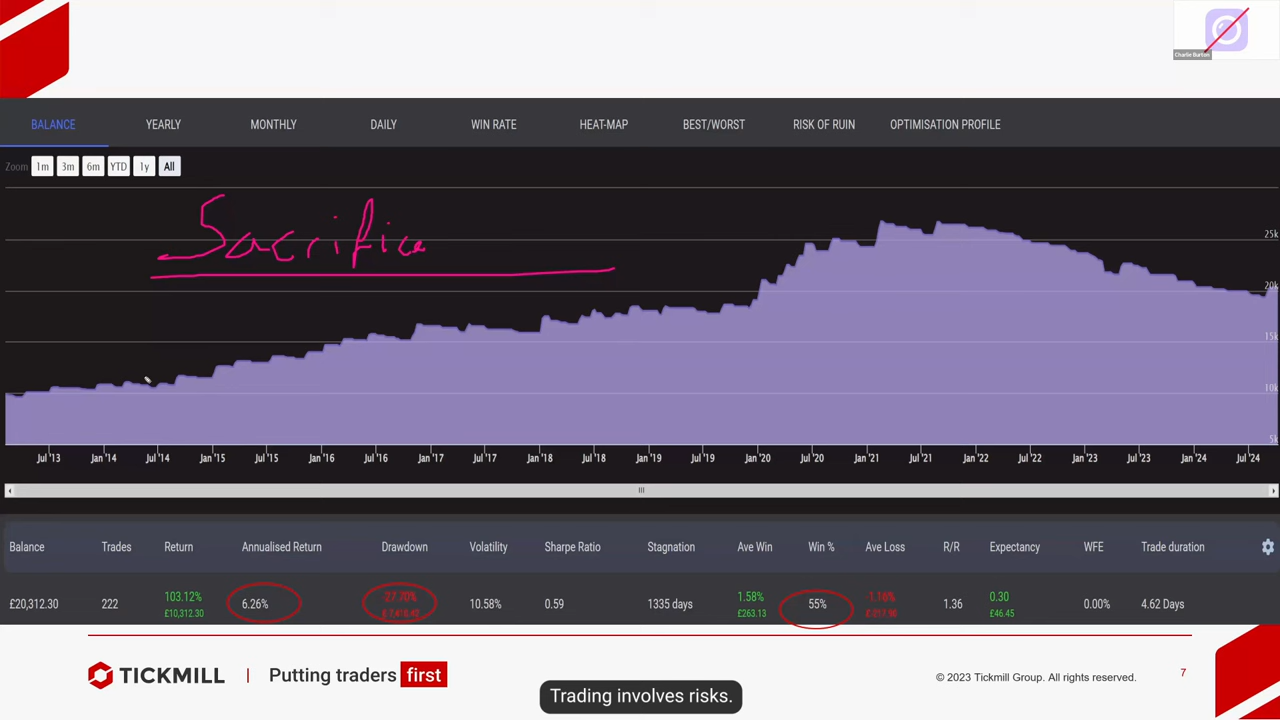 Charlie Burton
BALANCE YEARLY MONTHLY DAILY WIN RATE HEAT-MAP BEST/WORST RISK OF RUIN OPTIMISATION PROFILE
Zoom 1m 3m 6m YTD 1y All
Sacrifice
25k
20k
15k
10k
5k
Jul '13 Jan '14 Jul '14 Jan '15 Jul '15 Jan '16 Jul '16 Jan '17 Jul '17 Jan '18 Jul '18 Jan '19 Jul '19 Jan '20 Jul '20 Jan '21 Jul '21 Jan '22 Jul '22 Jan '23 Jul '23 Jan '24 Jul '24
Balance Trades Return Annualised Return Drawdown Volatility Sharpe Ratio Stagnation Ave Win Win % Ave Loss R/R Expectancy WFE Trade duration
103.12% 27.70% 1.58% 1.16% 0.30
£20,312.30 222 6.26% 10.58% 0.59 1335 days 55% 1.36 0.00% 4.62 Days
£10,312.30 £263.13 £46.45
TICKMILL | Putting traders first
© 2023 Tickmill Group. All rights reserved. 7
Trading involves risks.